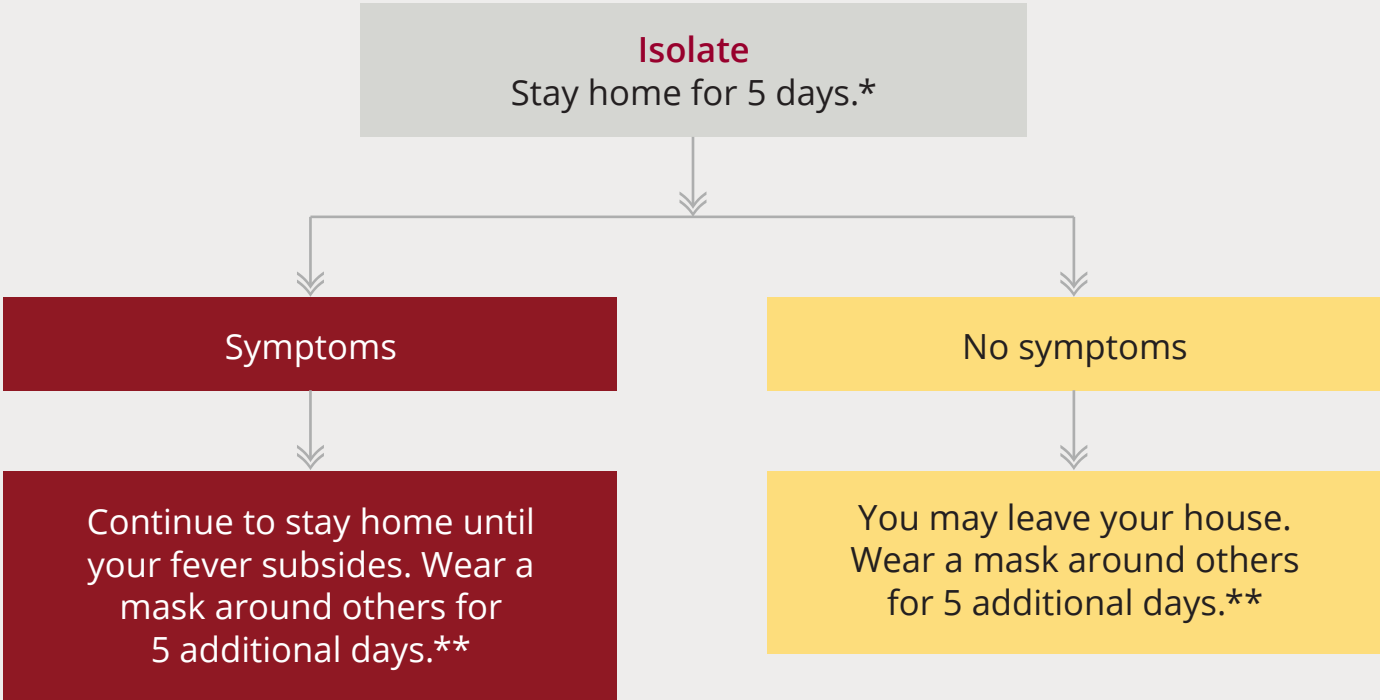 Isolate
Stay home for 5 days.*
Symptoms
No symptoms
Continue to stay home until
your fever subsides. Wear a
mask around others for
5 additional days.**
You may leave your house.
Wear a mask around others
for 5 additional days.**